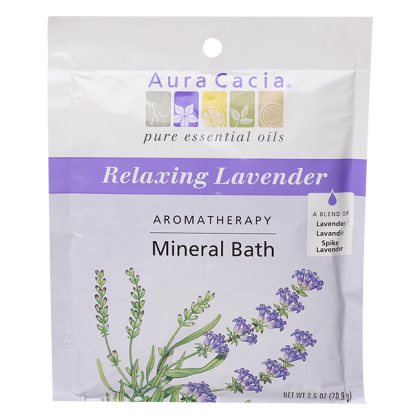 Aura Cacia®
pure essential oils
Relaxing Lavender
AROMATHERAPY
Mineral Bath
A BLEND OF
Lavender
Lavandin
Spike
Lavender
NET WT 2.5 OZ (70.9g)